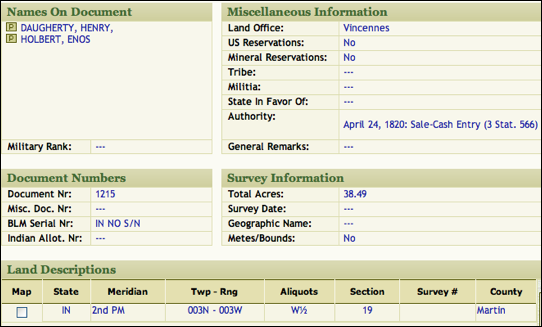 Names On Document
P DAUGHERTY, HENRY,
P HOLBERT, ENOS
Military Rank: ---
Miscellaneous Information
Land Office: Vincennes
US Reservations: No
Mineral Reservations: No
Tribe: ---
Militia: ---
State In Favor Of: ---
Authority: April 24, 1820: Sale-Cash Entry (3 Stat. 566)
General Remarks: ---
Document Numbers
Document Nr: 1215
Misc. Doc. Nr: ---
BLM Serial Nr: IN NO S/N
Indian Allot. Nr: ---
Survey Information
Total Acres: 38.49
Survey Date: ---
Geographic Name: ---
Metes/Bounds: No
Land Descriptions
Map State Meridian Twp - Rng Aliquots Section Survey # County
IN 2nd PM 003N - 003W W½ 19 Martin